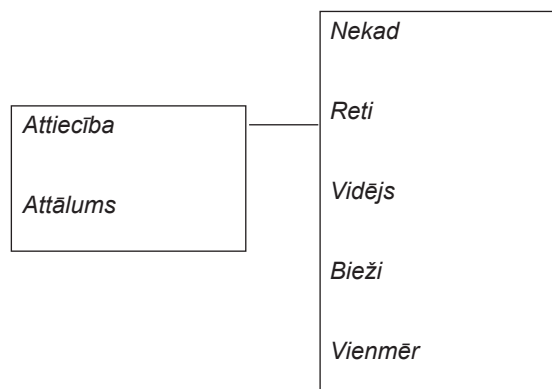 Attiecība
Attālums
Nekad
Reti
Vidējs
Bieži
Vienmēr